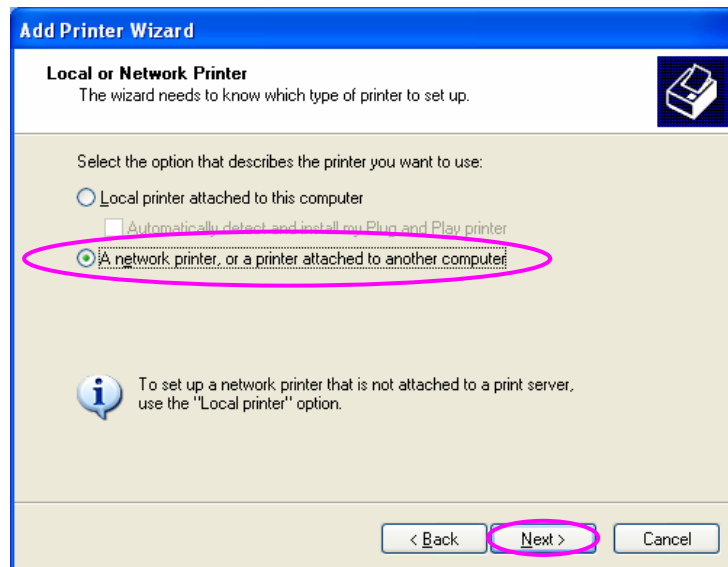 Add Printer Wizard
Local or Network Printer
The wizard needs to know which type of printer to set up.
Select the option that describes the printer you want to use:
Local printer attached to this computer
Automatically detect and install my Plug and Play printer
A network printer, or a printer attached to another computer
To set up a network printer that is not attached to a print server,
use the "Local printer" option.
< Back Next > Cancel